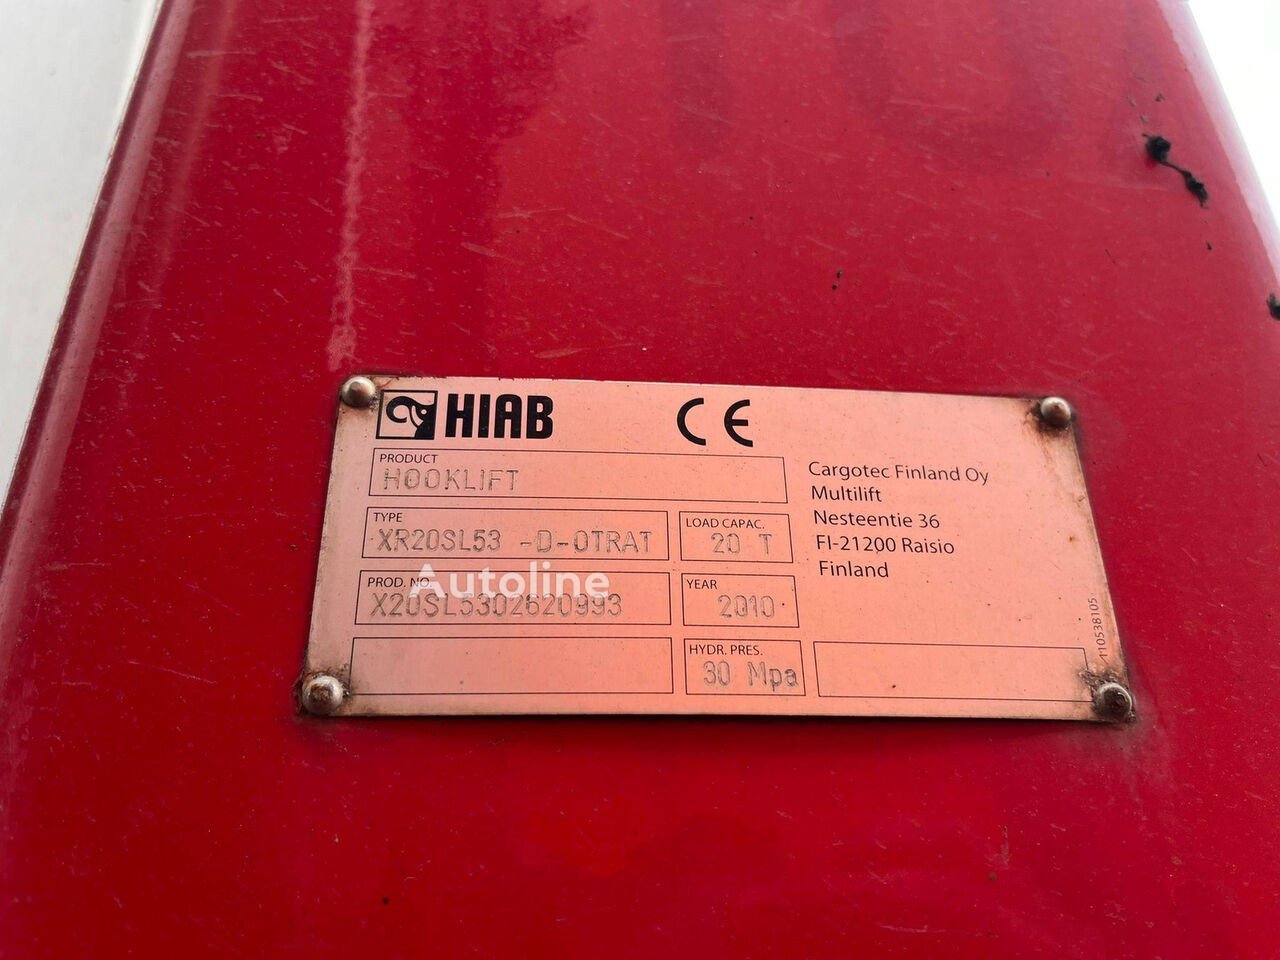 HIAB CE
PRODUCT
HOOKLIFT
TYPE
XR20SL53 -D-OTRAT
LOAD CAPAC.
20 T
PROD. NO.
X20SL5302620993
YEAR
2010
HYDR. PRES.
30 Mpa
Cargotec Finland Oy
Multilift
Nesteentie 36
FI-21200 Raisio
Finland
110538105
Autoline